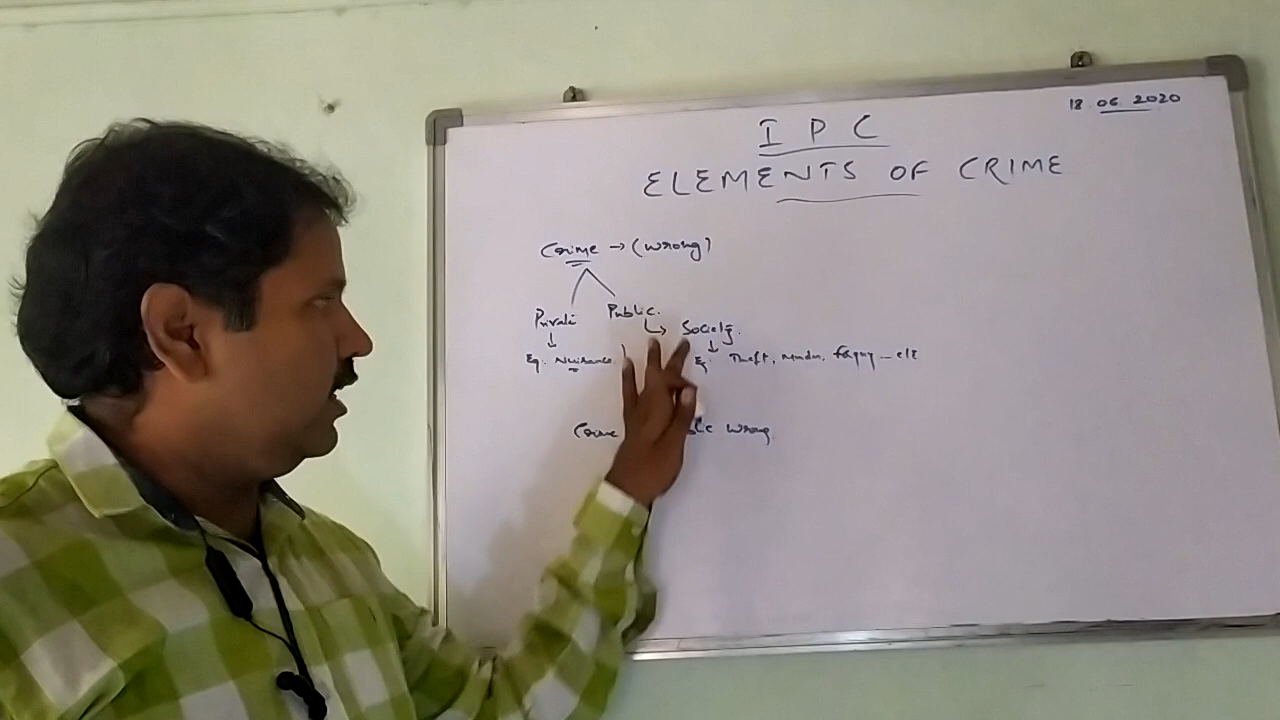 18.06.2020
I P C
ELEMENTS OF CRIME
Crime → (Wrong)
Private Public.
↳ Society.
↓ ↓
Eg. Nuisance Eg. Theft, Murder, Forgery – etc
Crime Wrong